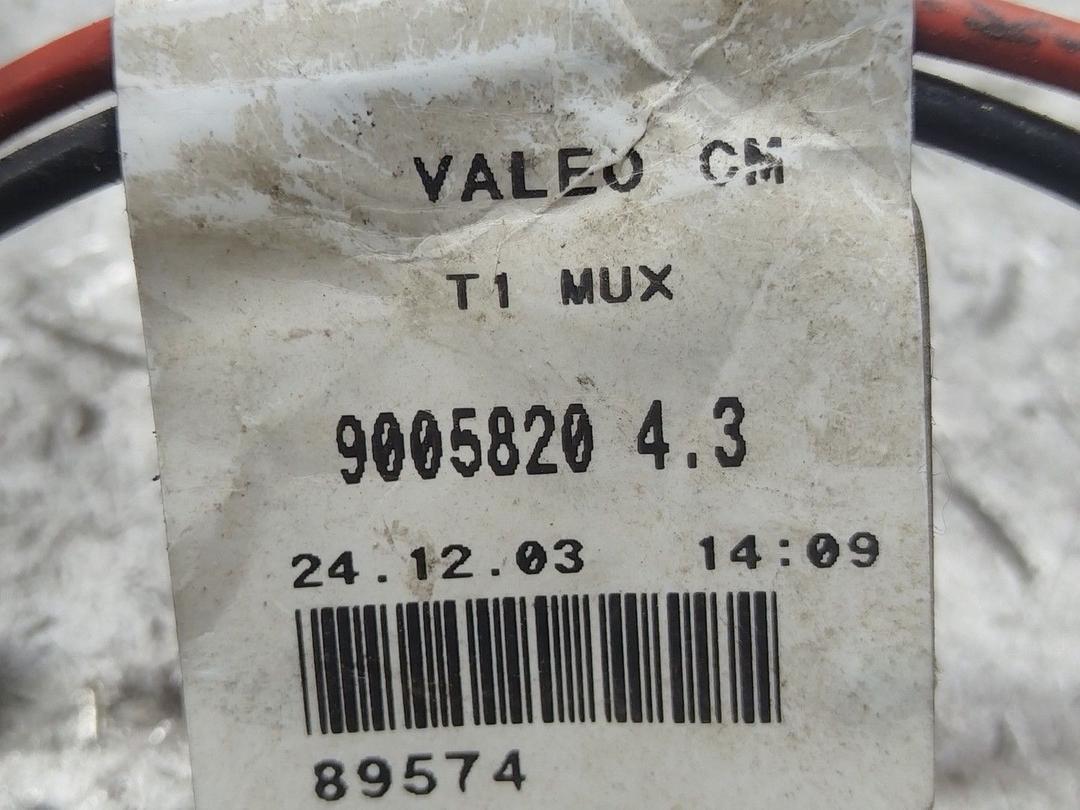 VALEO CM
T1 MUX
9005820 4.3
24.12.03 14:09
89574